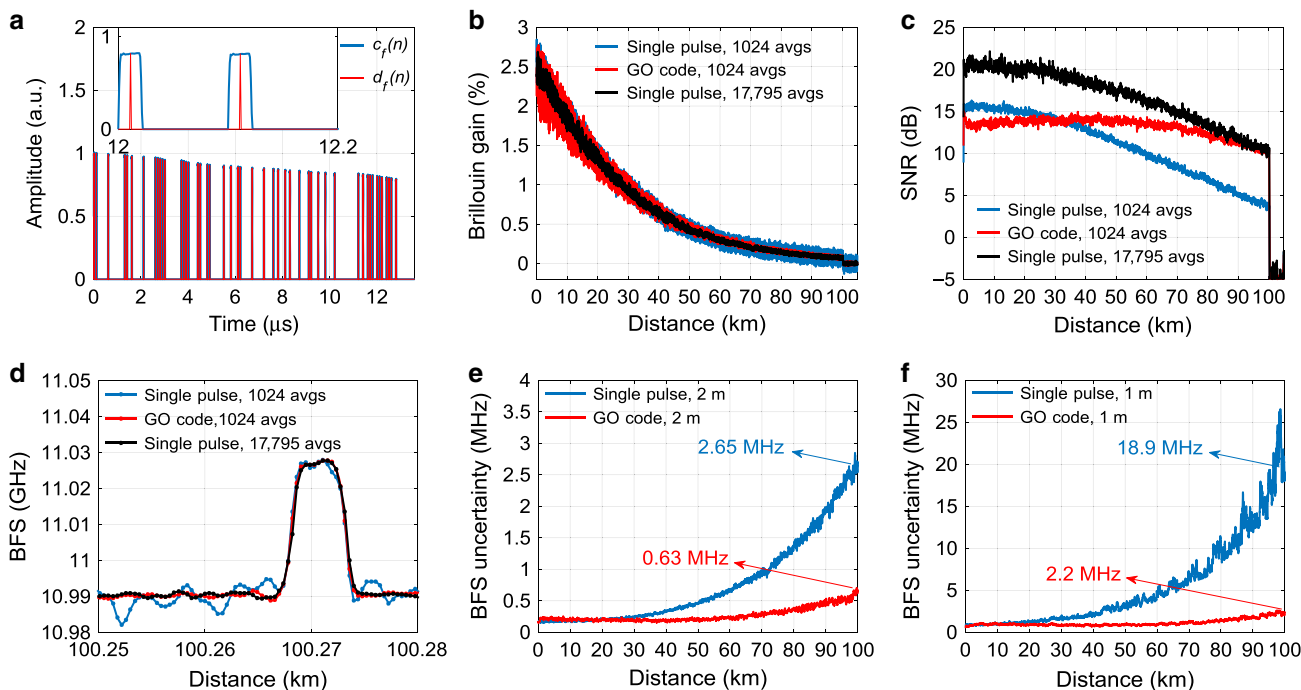 a
2
1.5
1
0.5
0
Amplitude (a.u.)
0
2
4
6
8
10
12
Time (μs)
1
0
12
12.2
c_f(n)
d_f(n)
b
3
2.5
2
1.5
1
0.5
0
Brillouin gain (%)
Single pulse, 1024 avgs
GO code, 1024 avgs
Single pulse, 17,795 avgs
0 10 20 30 40 50 60 70 80 90 100
Distance (km)
c
25
20
15
10
5
0
–5
SNR (dB)
Single pulse, 1024 avgs
GO code, 1024 avgs
Single pulse, 17,795 avgs
0 10 20 30 40 50 60 70 80 90 100
Distance (km)
d
11.05
11.04
11.03
11.02
11.01
11
10.99
10.98
BFS (GHz)
Single pulse, 1024 avgs
GO code,1024 avgs
Single pulse, 17,795 avgs
100.25 100.26 100.27 100.28
Distance (km)
e
4
3.5
3
2.5
2
1.5
1
0.5
0
BFS uncertainty (MHz)
Single pulse, 2 m
GO code, 2 m
2.65 MHz
0.63 MHz
0 10 20 30 40 50 60 70 80 90 100
Distance (km)
f
30
25
20
15
10
5
0
BFS uncertainty (MHz)
Single pulse, 1 m
GO code, 1 m
18.9 MHz
2.2 MHz
0 10 20 30 40 50 60 70 80 90 100
Distance (km)